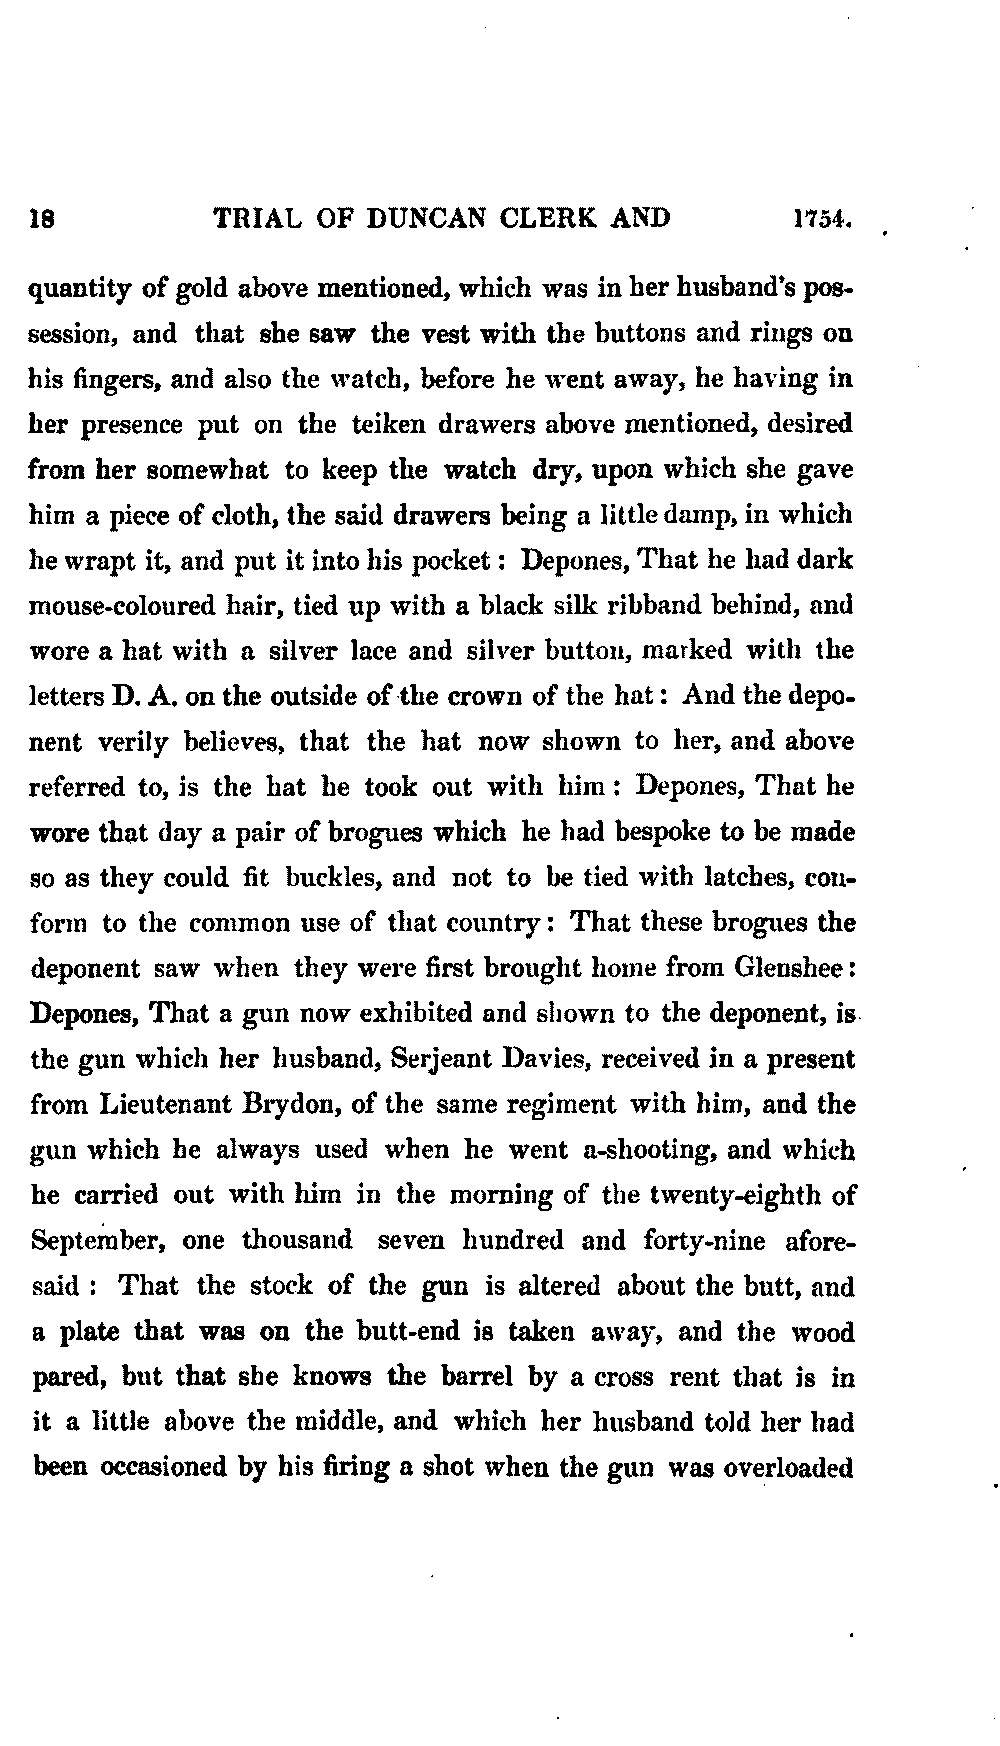 18 TRIAL OF DUNCAN CLERK AND 1754.
quantity of gold above mentioned, which was in her husband's pos-
session, and that she saw the vest with the buttons and rings on
his fingers, and also the watch, before he went away, he having in
her presence put on the teiken drawers above mentioned, desired
from her somewhat to keep the watch dry, upon which she gave
him a piece of cloth, the said drawers being a little damp, in which
he wrapt it, and put it into his pocket : Depones, That he had dark
mouse-coloured hair, tied up with a black silk ribband behind, and
wore a hat with a silver lace and silver button, marked with the
letters D. A. on the outside of the crown of the hat : And the depo-
nent verily believes, that the hat now shown to her, and above
referred to, is the hat he took out with him : Depones, That he
wore that day a pair of brogues which he had bespoke to be made
so as they could fit buckles, and not to be tied with latches, con-
form to the common use of that country : That these brogues the
deponent saw when they were first brought home from Glenshee :
Depones, That a gun now exhibited and shown to the deponent, is
the gun which her husband, Serjeant Davies, received in a present
from Lieutenant Brydon, of the same regiment with him, and the
gun which he always used when he went a-shooting, and which
he carried out with him in the morning of the twenty-eighth of
September, one thousand seven hundred and forty-nine afore-
said : That the stock of the gun is altered about the butt, and
a plate that was on the butt-end is taken away, and the wood
pared, but that she knows the barrel by a cross rent that is in
it a little above the middle, and which her husband told her had
been occasioned by his firing a shot when the gun was overloaded